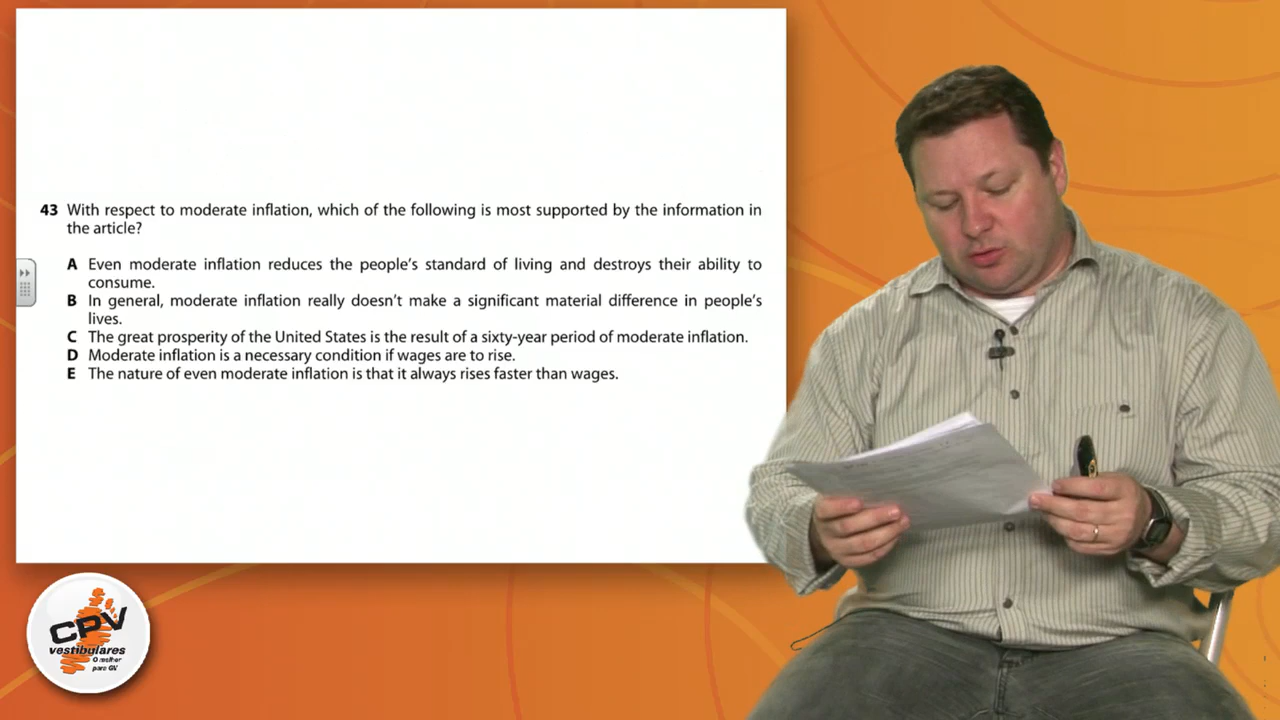 43 With respect to moderate inflation, which of the following is most supported by the information in
the article?
A Even moderate inflation reduces the people's standard of living and destroys their ability to
consume.
B In general, moderate inflation really doesn't make a significant material difference in people's
lives.
C The great prosperity of the United States is the result of a sixty-year period of moderate inflation.
D Moderate inflation is a necessary condition if wages are to rise.
E The nature of even moderate inflation is that it always rises faster than wages.
CPV
vestibulares
O melhor
para GV